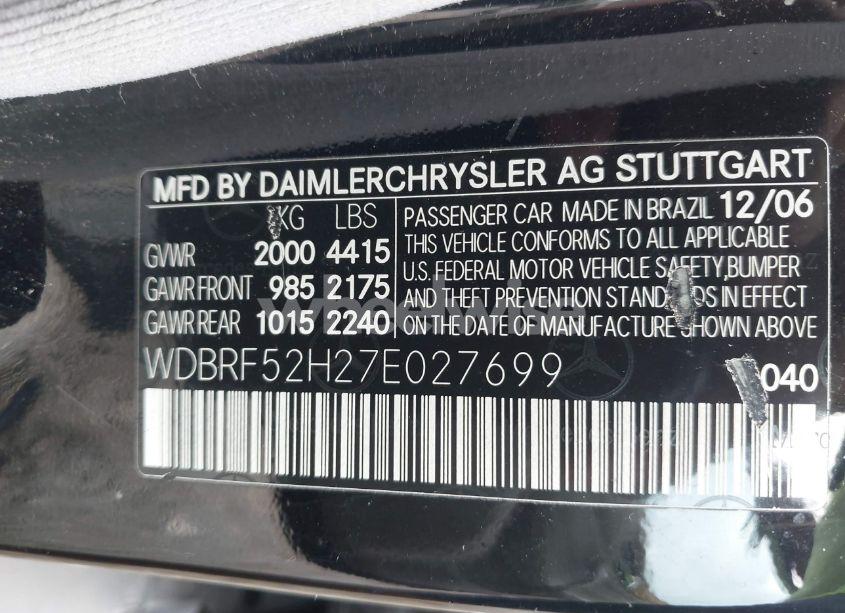 MFD BY DAIMLERCHRYSLER AG STUTTGART
KG LBS
GVWR 2000 4415
GAWR FRONT 985 2175
GAWR REAR 1015 2240
PASSENGER CAR MADE IN BRAZIL 12/06
THIS VEHICLE CONFORMS TO ALL APPLICABLE
U.S. FEDERAL MOTOR VEHICLE SAFETY, BUMPER
AND THEFT PREVENTION STANDARDS IN EFFECT
ON THE DATE OF MANUFACTURE SHOWN ABOVE
WDBRF52H27E027699
040